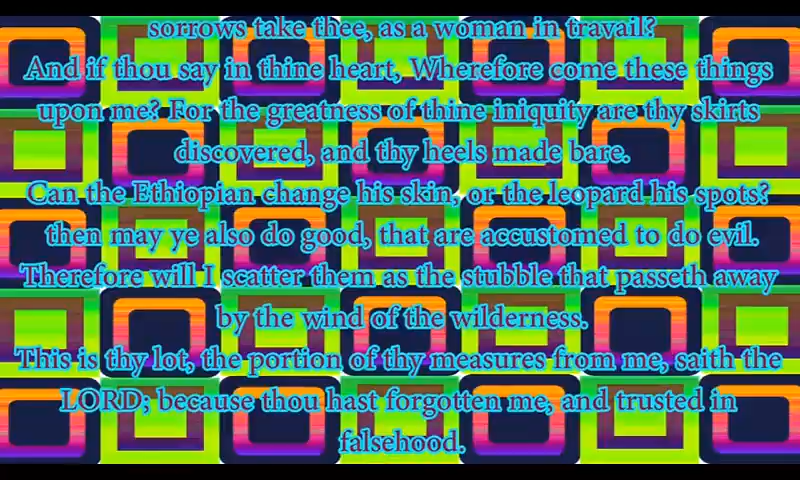 sorrows take thee, as a woman in travail?
And if thou say in thine heart, Wherefore come these things
upon me? For the greatness of thine iniquity are thy skirts
discovered, and thy heels made bare.
Can the Ethiopian change his skin, or the leopard his spots?
then may ye also do good, that are accustomed to do evil.
Therefore will I scatter them as the stubble that passeth away
by the wind of the wilderness.
This is thy lot, the portion of thy measures from me, saith the
LORD; because thou hast forgotten me, and trusted in
falsehood.